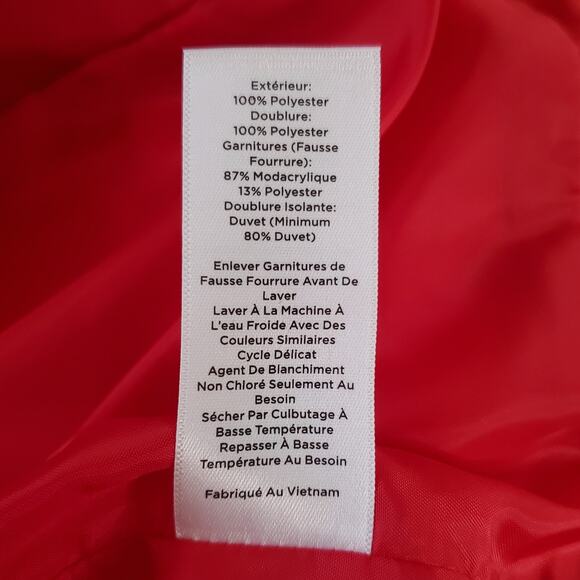 Extérieur:
100% Polyester
Doublure:
100% Polyester
Garnitures (Fausse
Fourrure):
87% Modacrylique
13% Polyester
Doublure Isolante:
Duvet (Minimum
80% Duvet)
Enlever Garnitures de
Fausse Fourrure Avant De
Laver
Laver À La Machine À
L'eau Froide Avec Des
Couleurs Similaires
Cycle Délicat
Agent De Blanchiment
Non Chloré Seulement Au
Besoin
Sécher Par Culbutage À
Basse Température
Repasser À Basse
Température Au Besoin
Fabriqué Au Vietnam